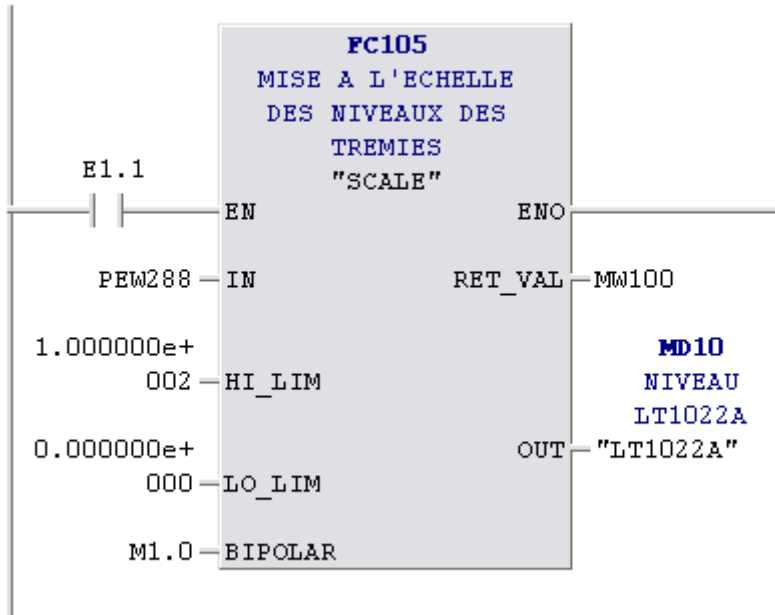 FC105
MISE A L'ECHELLE
DES NIVEAUX DES
TREMIES
"SCALE"
E1.1
EN
ENO
PEW288
IN
RET_VAL
MW100
1.000000e+
002
HI_LIM
MD10
NIVEAU
LT1022A
0.000000e+
000
LO_LIM
OUT
"LT1022A"
M1.0
BIPOLAR